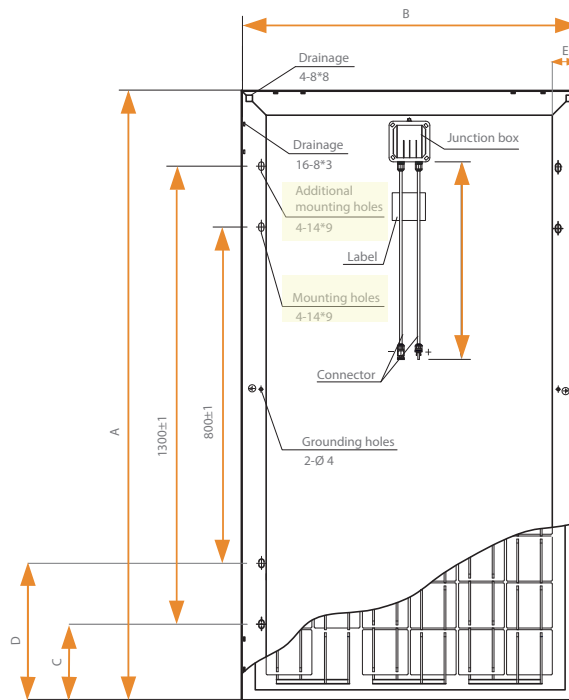 B
E
Drainage
4-8*8
Junction box
Drainage
16-8*3
Additional
mounting holes
4-14*9
Label
Mounting holes
4-14*9
- +
Connector
A
1300±1
800±1
Grounding holes
2-Ø 4
D
C